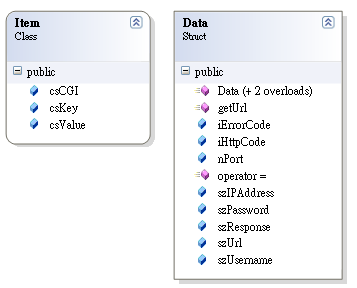 Item
Class
public
csCGI
csKey
csValue
Data
Struct
public
Data (+ 2 overloads)
getUrl
iErrorCode
iHttpCode
nPort
operator =
szIPAddress
szPassword
szResponse
szUrl
szUsername